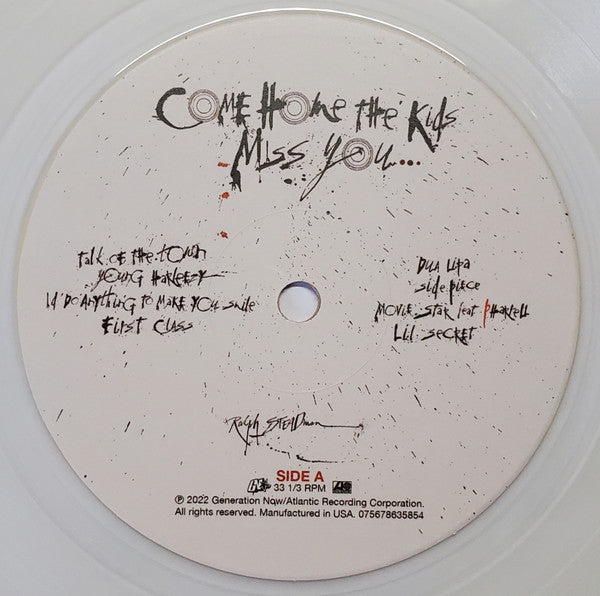 COME HOME THE KIDS
MISS YOU...
TALK OF THE TOWN
YOUNG HARLEEZY
I'D DO ANYTHING TO MAKE YOU SMILE
FIRST CLASS
DUA LIPA
SIDE PIECE
MOVIE STAR feat PHARRELL
LIL SECRET
Ralph STEADman
SIDE A
33 1/3 RPM
℗ 2022 Generation Now/Atlantic Recording Corporation.
All rights reserved. Manufactured in USA. 075678635854